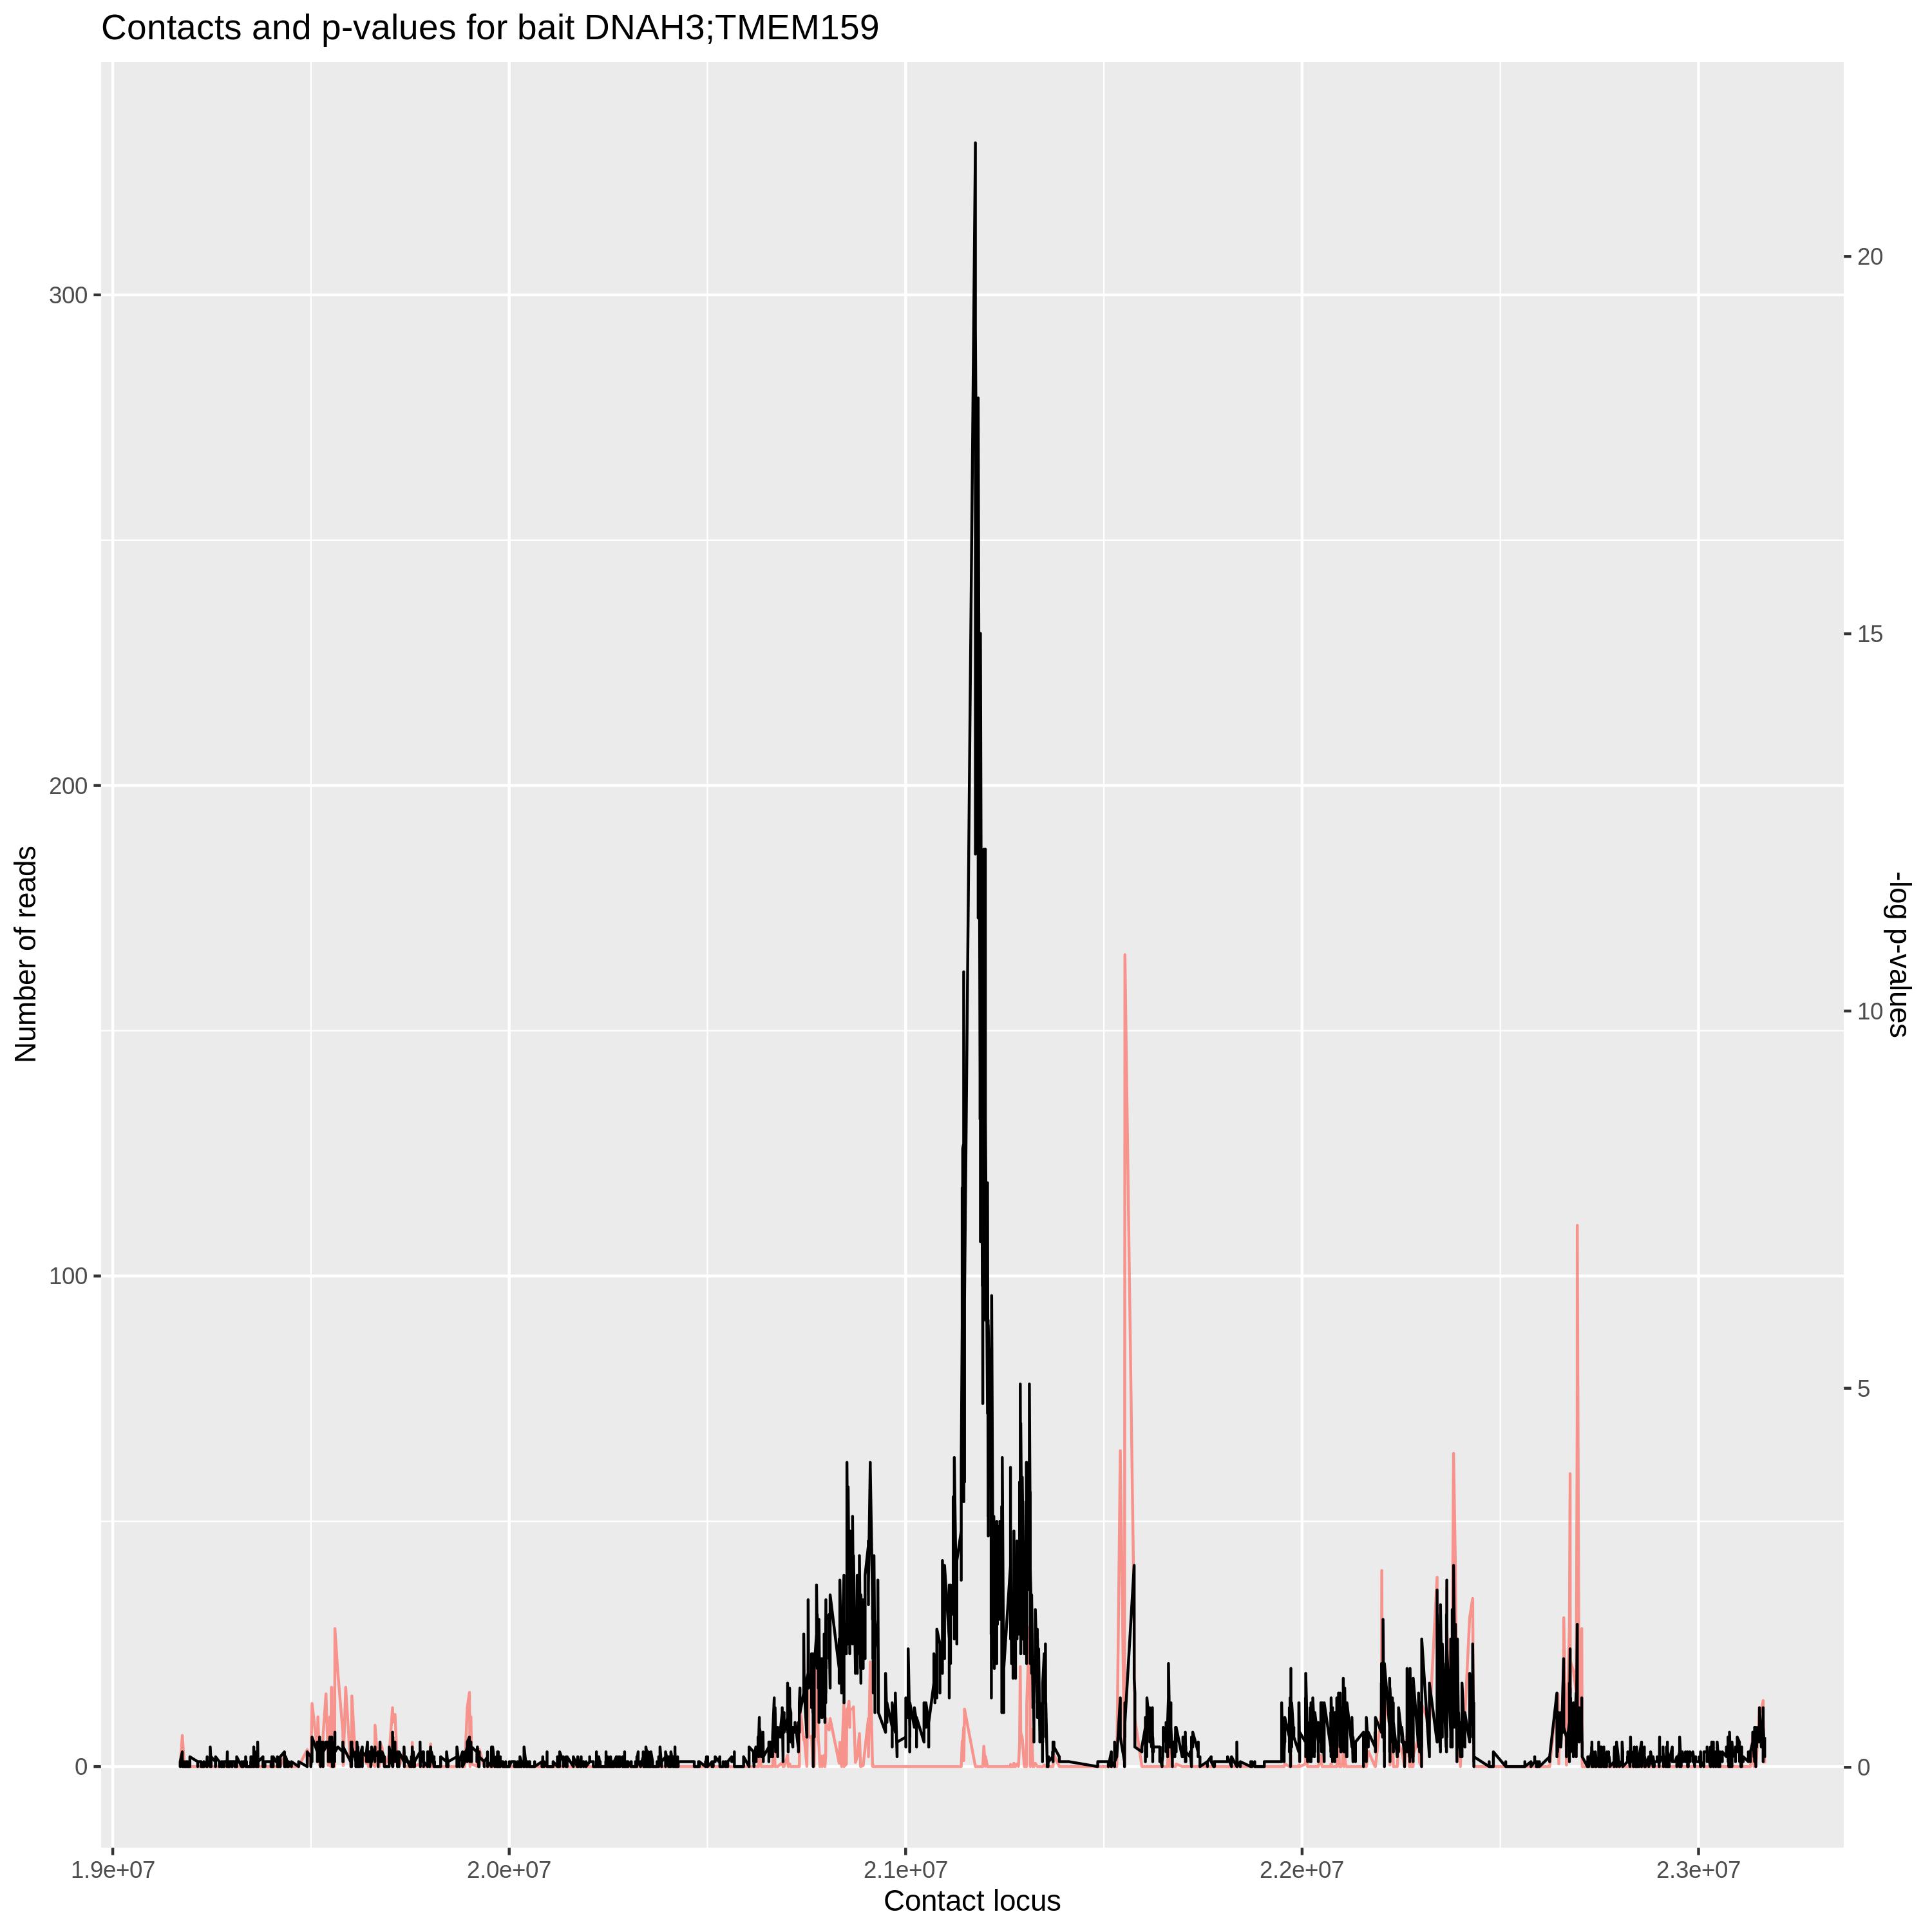 Contacts and p-values for bait DNAH3;TMEM159
Number of reads
300
200
100
0
20
15
10
5
0
-log p-values
1.9e+07
2.0e+07
2.1e+07
2.2e+07
2.3e+07
Contact locus